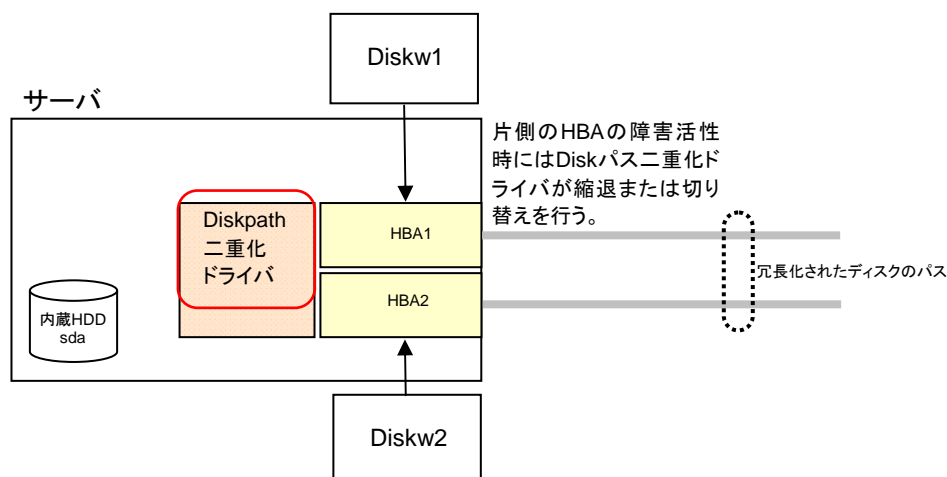 Diskw1
サーバ
片側のHBAの障害活性
時にはDiskパス二重化ド
ライバが縮退または切り
替えを行う。
Diskpath
二重化
ドライバ
HBA1
冗長化されたディスクのパス
HBA2
内蔵HDD
sda
Diskw2